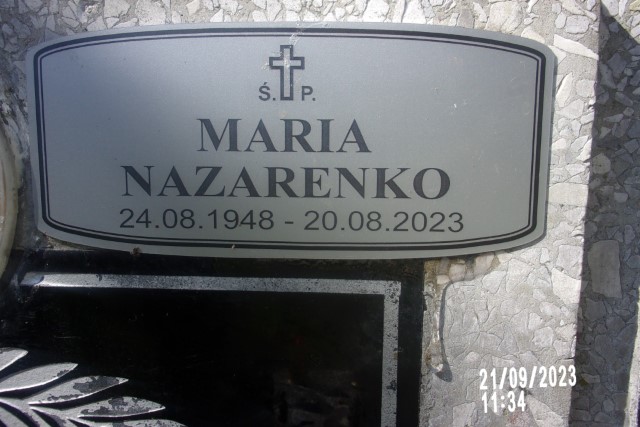 Ś. P.
MARIA
NAZARENKO
24.08.1948 - 20.08.2023
21/09/2023
11:34